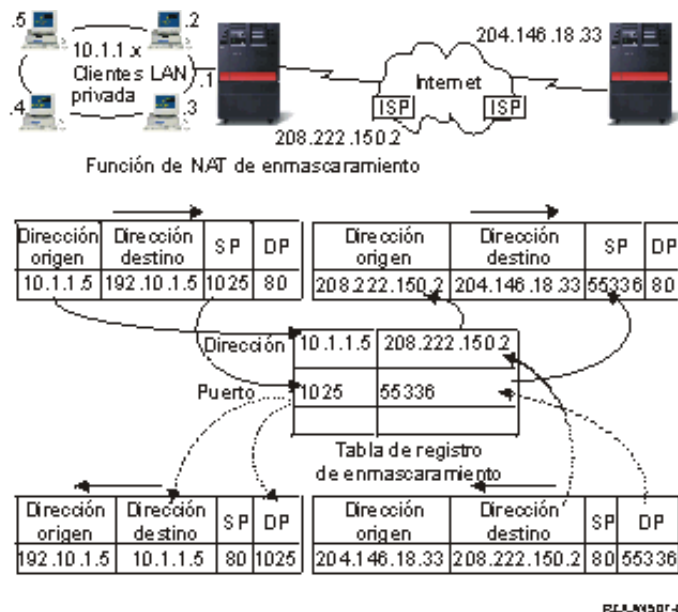 .5
.2
10.1.1.x
Clientes LAN
privada
.1
.4
.3
204.146.18.33
Internet
ISP
ISP
208.222.150.2
Función de NAT de enmascaramiento
Dirección origen Dirección destino SP DP
10.1.1.5 192.10.1.5 1025 80
Dirección origen Dirección destino SP DP
208.222.150.2 204.146.18.33 55336 80
Dirección 10.1.1.5 208.222.150.2
Puerto 1025 55336
Tabla de registro
de enmascaramiento
Dirección origen Dirección destino SP DP
192.10.1.5 10.1.1.5 80 1025
Dirección origen Dirección destino SP DP
204.146.18.33 208.222.150.2 80 55336